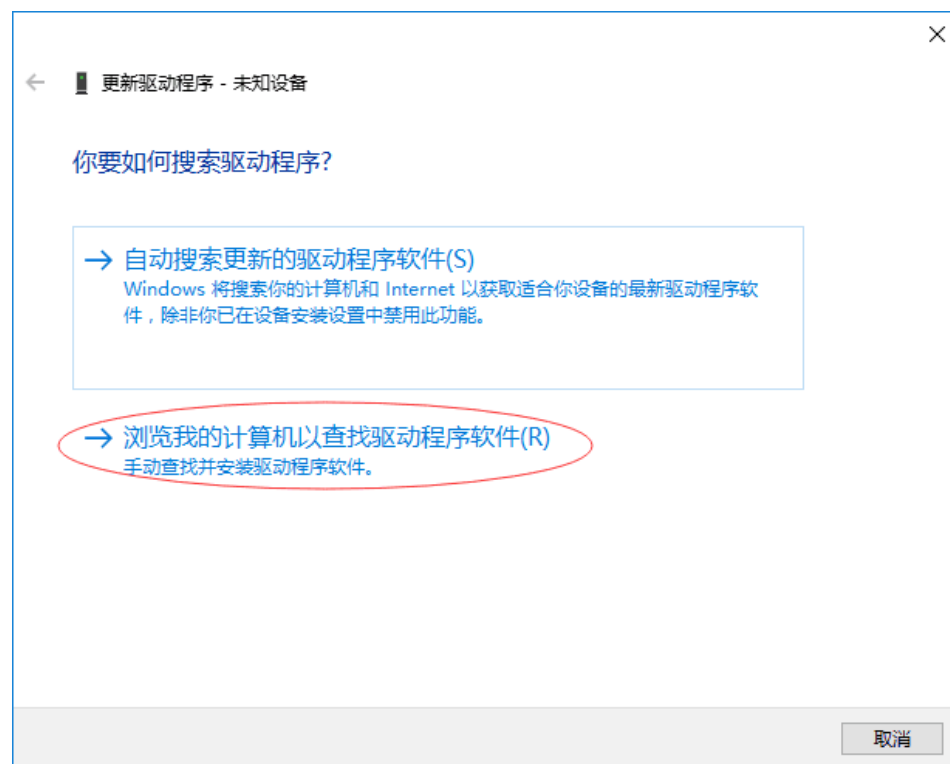 更新驱动程序 - 未知设备
你要如何搜索驱动程序?
自动搜索更新的驱动程序软件(S)
Windows 将搜索你的计算机和 Internet 以获取适合你设备的最新驱动程序软
件，除非你已在设备安装设置中禁用此功能。
浏览我的计算机以查找驱动程序软件(R)
手动查找并安装驱动程序软件。
取消